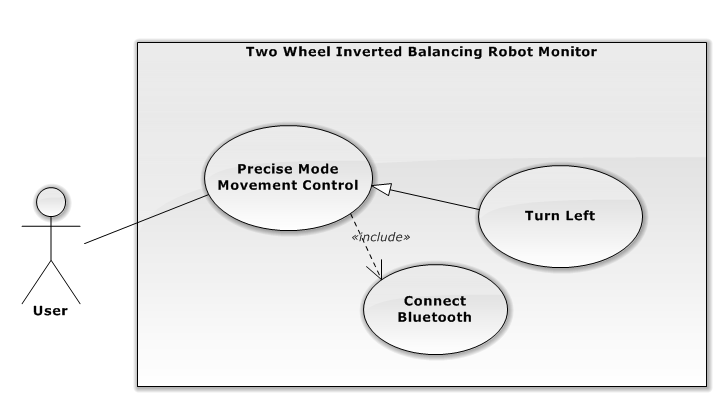 Two Wheel Inverted Balancing Robot Monitor
Precise Mode
Movement Control
Turn Left
«include»
Connect
Bluetooth
User